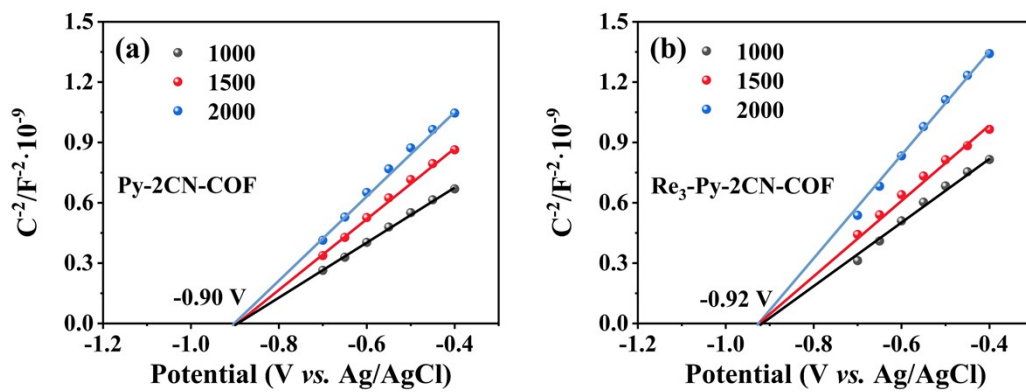 (a)
1000
1500
2000
Py-2CN-COF
-0.90 V
C⁻²/F⁻²·10⁻⁹
1.5
1.2
0.9
0.6
0.3
0.0
-1.2 -1.0 -0.8 -0.6 -0.4
Potential (V vs. Ag/AgCl)
(b)
1000
1500
2000
Re₃-Py-2CN-COF
-0.92 V
C⁻²/F⁻²·10⁻⁹
1.5
1.2
0.9
0.6
0.3
0.0
-1.2 -1.0 -0.8 -0.6 -0.4
Potential (V vs. Ag/AgCl)